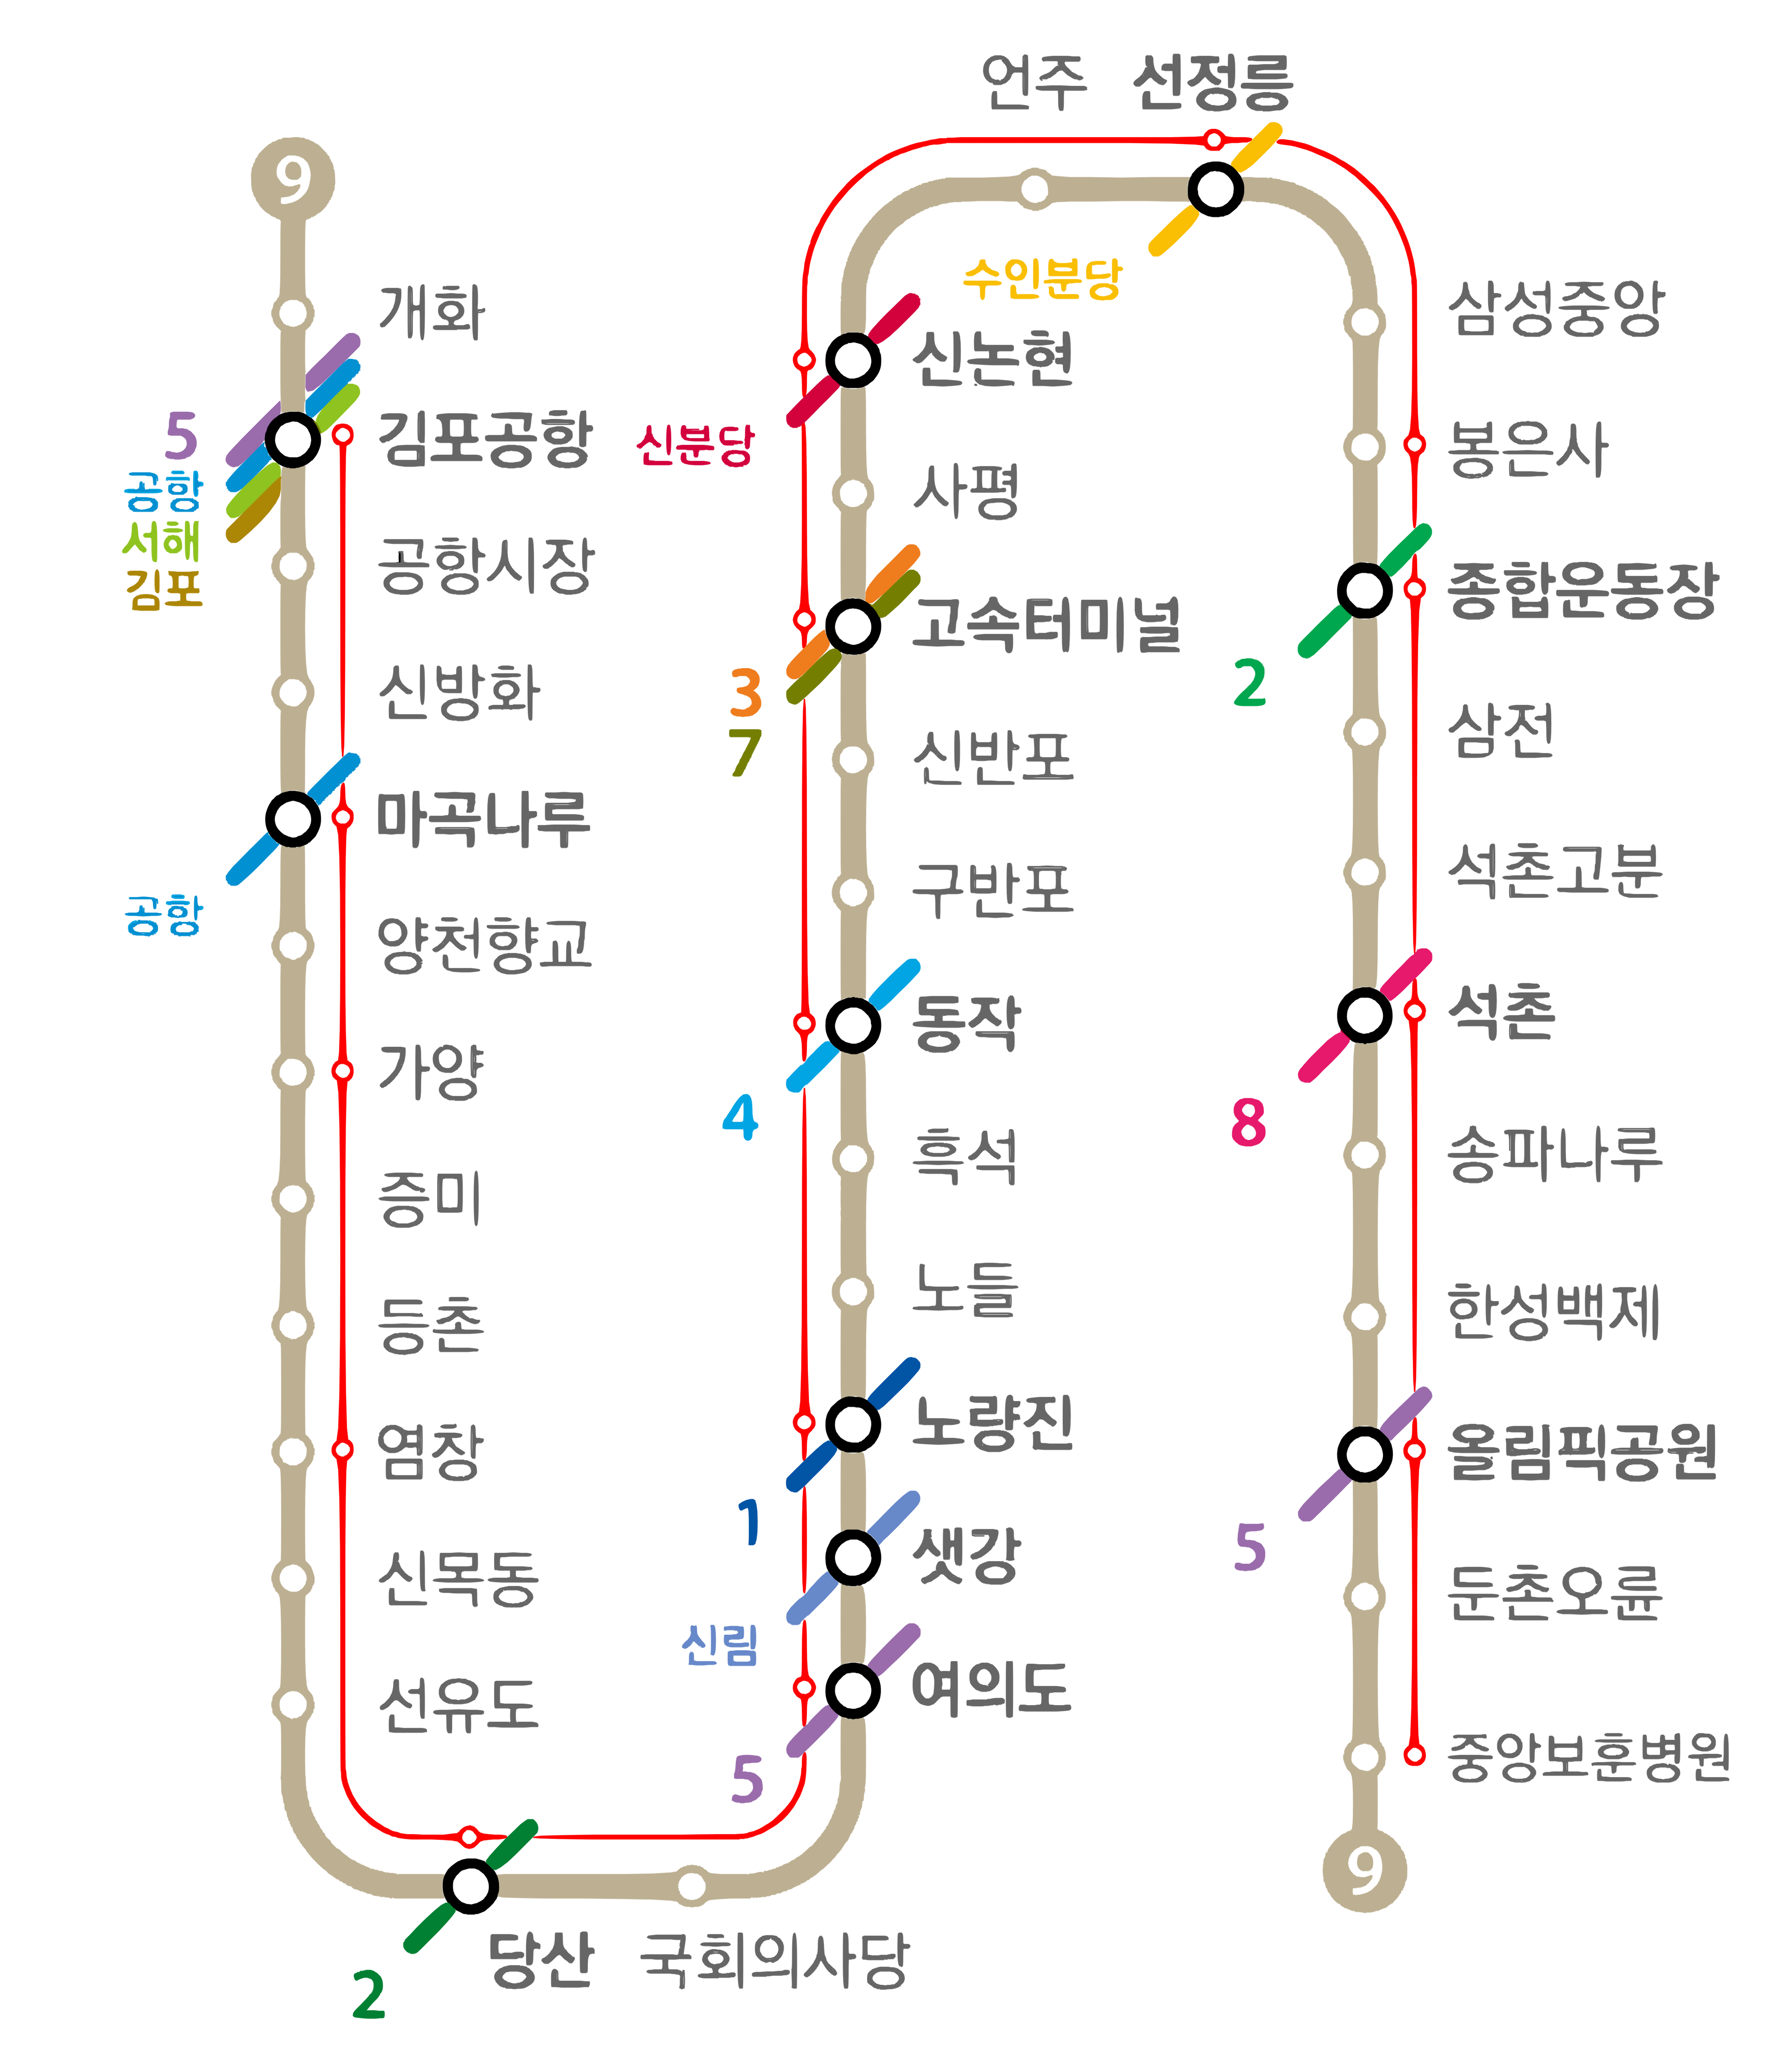 9
개화
김포공항
5
공항
서해
김포
공항시장
신방화
마곡나루
공항
양천향교
가양
증미
등촌
염창
신목동
선유도
당산
2
국회의사당
여의도
5
샛강
신림
노량진
1
노들
흑석
동작
4
구반포
신반포
고속터미널
3
7
사평
신논현
신분당
언주
선정릉
수인분당
삼성중앙
봉은사
종합운동장
2
삼전
석촌고분
석촌
8
송파나루
한성백제
올림픽공원
5
둔촌오륜
중앙보훈병원
9